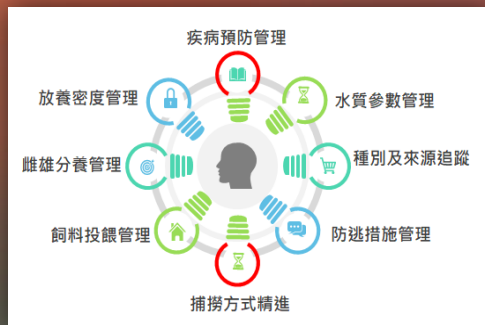 疾病預防管理
放養密度管理
水質參數管理
雌雄分養管理
種別及來源追蹤
飼料投餵管理
防逃措施管理
捕撈方式精進